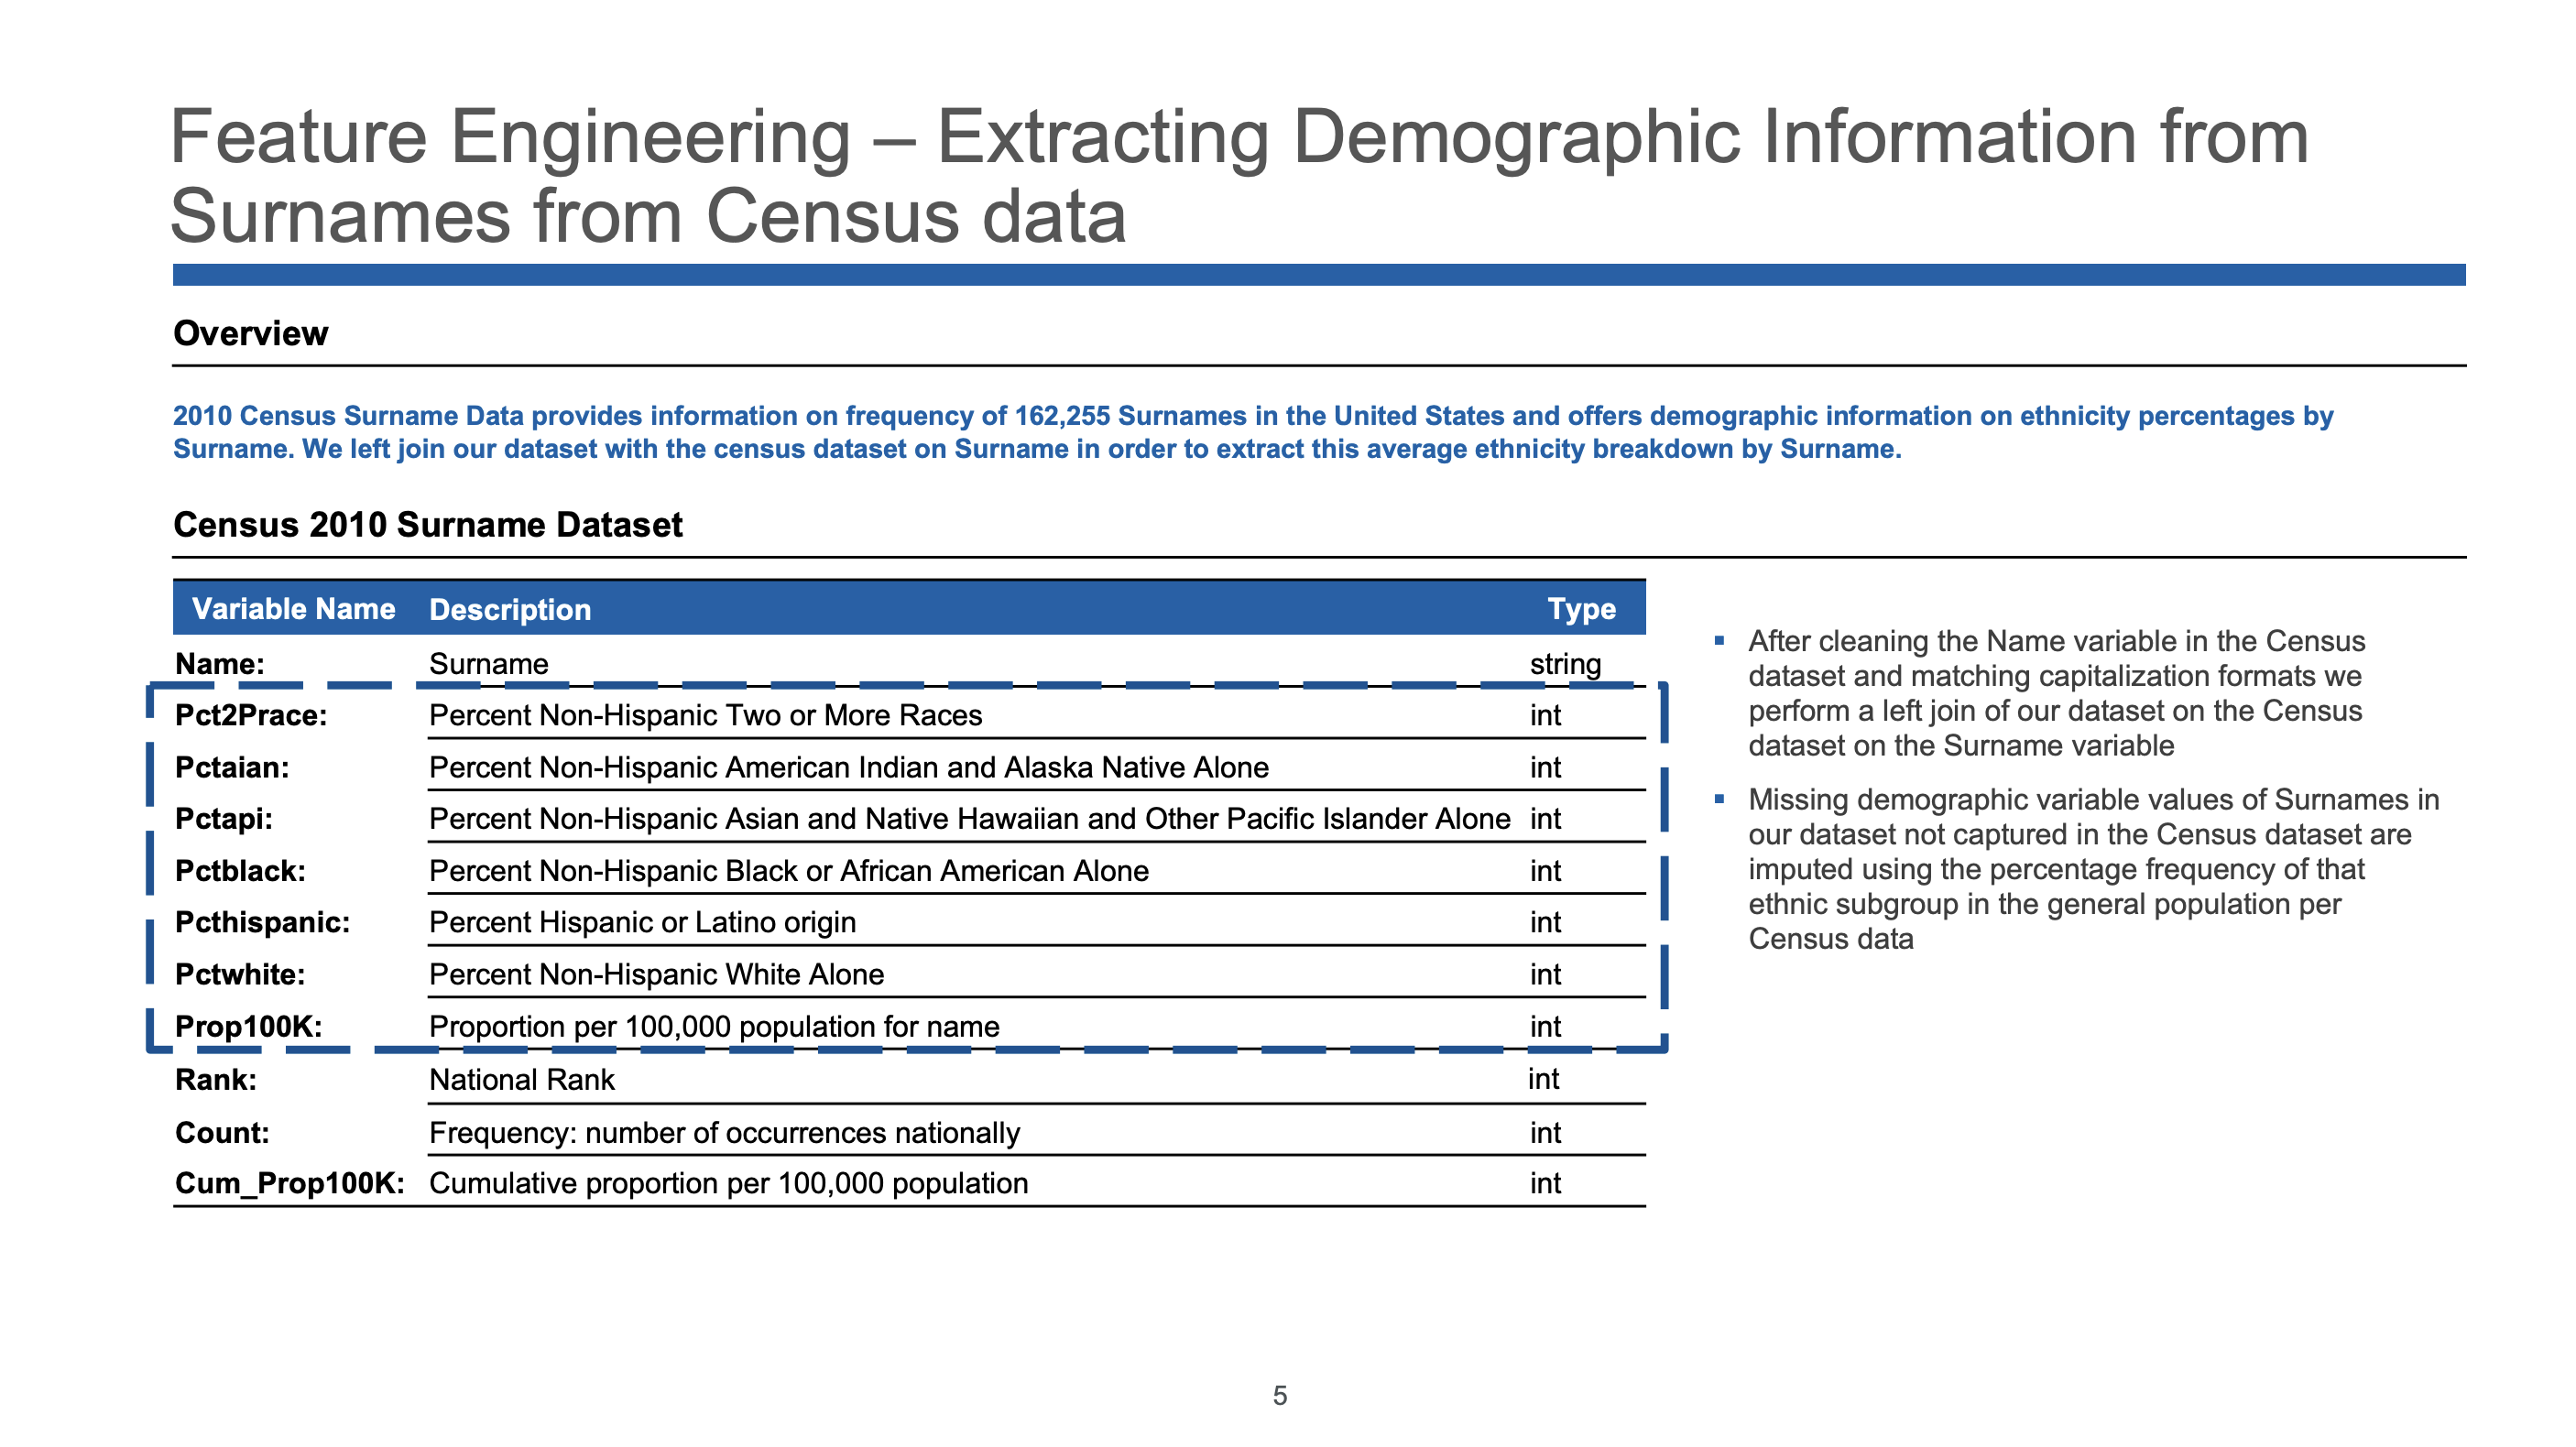 Feature Engineering – Extracting Demographic Information from
Surnames from Census data
Overview
2010 Census Surname Data provides information on frequency of 162,255 Surnames in the United States and offers demographic information on ethnicity percentages by
Surname. We left join our dataset with the census dataset on Surname in order to extract this average ethnicity breakdown by Surname.
Census 2010 Surname Dataset
Variable Name Description Type
Name: Surname string
Pct2Prace: Percent Non-Hispanic Two or More Races int
Pctaian: Percent Non-Hispanic American Indian and Alaska Native Alone int
Pctapi: Percent Non-Hispanic Asian and Native Hawaiian and Other Pacific Islander Alone int
Pctblack: Percent Non-Hispanic Black or African American Alone int
Pcthispanic: Percent Hispanic or Latino origin int
Pctwhite: Percent Non-Hispanic White Alone int
Prop100K: Proportion per 100,000 population for name int
Rank: National Rank int
Count: Frequency: number of occurrences nationally int
Cum_Prop100K: Cumulative proportion per 100,000 population int
▪ After cleaning the Name variable in the Census
dataset and matching capitalization formats we
perform a left join of our dataset on the Census
dataset on the Surname variable
▪ Missing demographic variable values of Surnames in
our dataset not captured in the Census dataset are
imputed using the percentage frequency of that
ethnic subgroup in the general population per
Census data
5